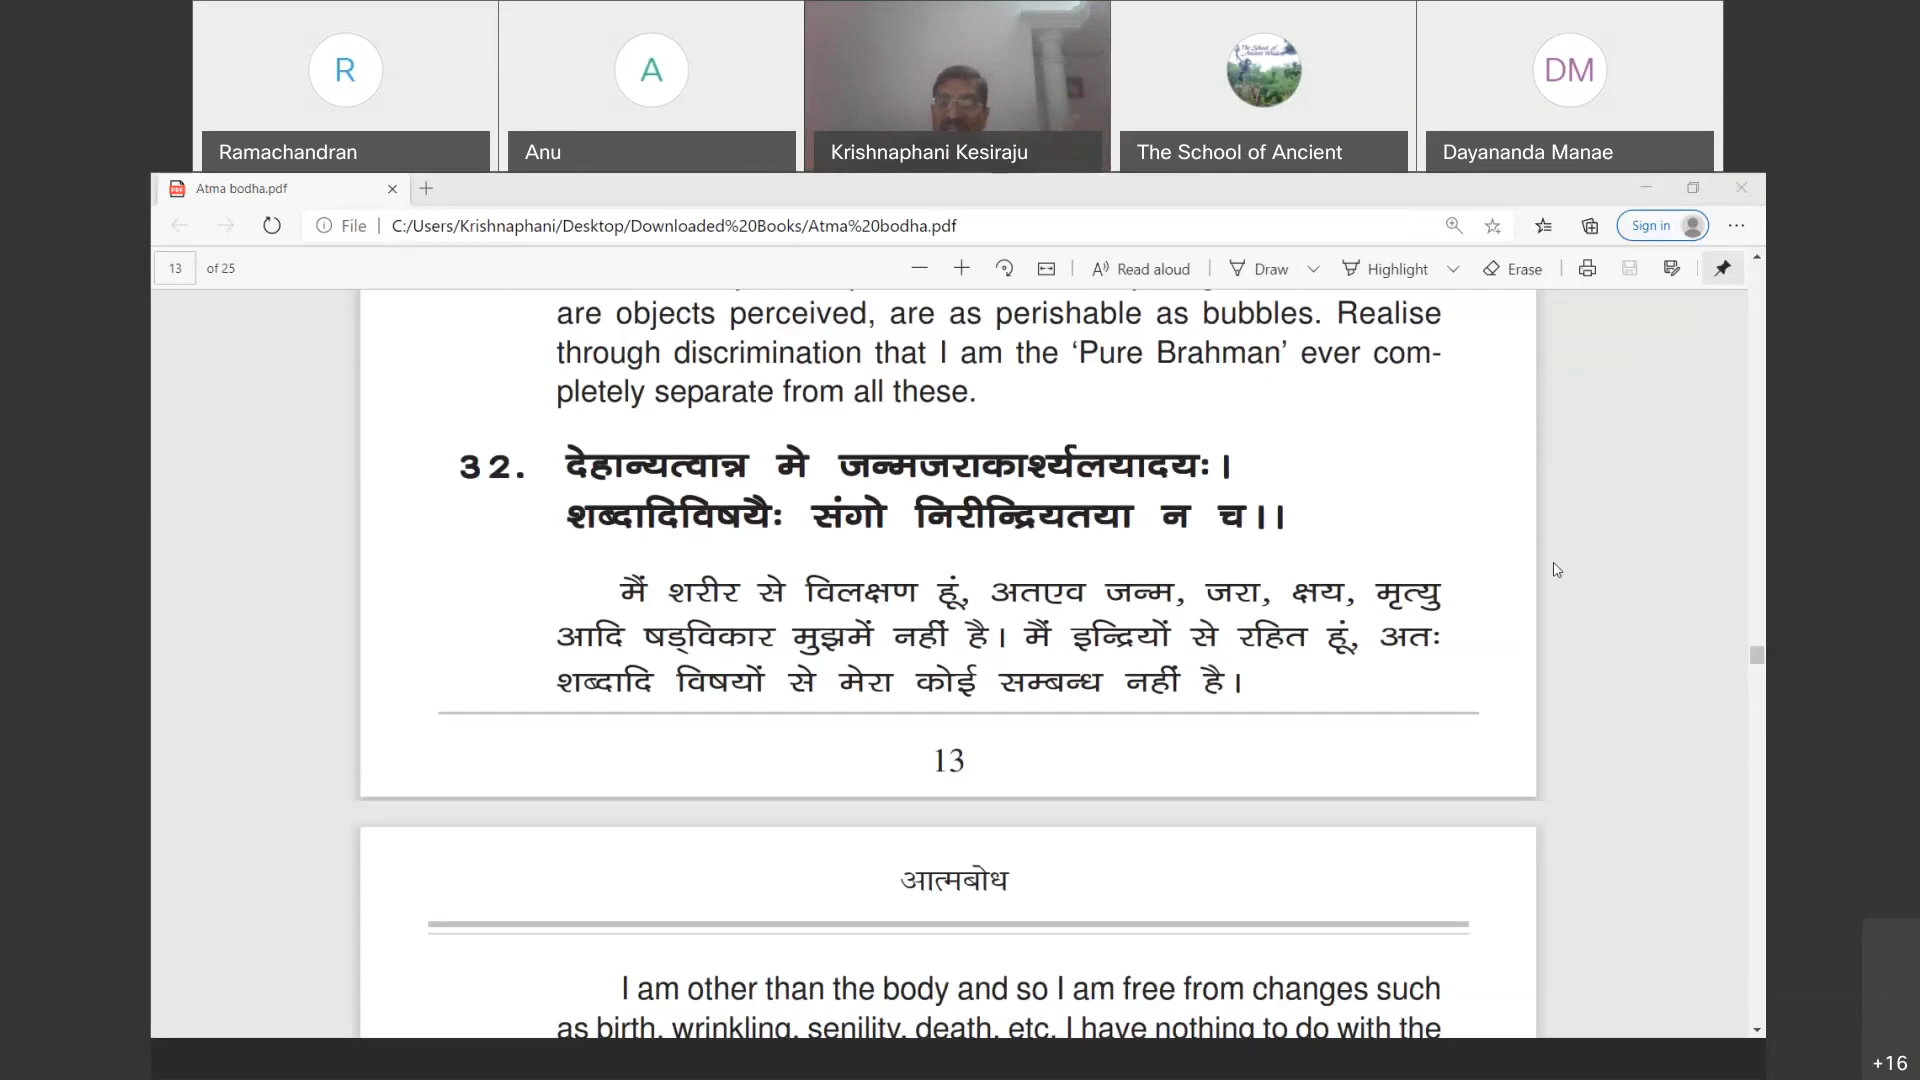 R
A
DM
Ramachandran
Anu
Krishnaphani Kesiraju
The School of Ancient
Dayananda Manae
Atma bodha.pdf
File
C:/Users/Krishnaphani/Desktop/Downloaded%20Books/Atma%20bodha.pdf
Sign in
13 of 25
Read aloud
Draw
Highlight
Erase
are objects perceived, are as perishable as bubbles. Realise
through discrimination that I am the ‘Pure Brahman’ ever com-
pletely separate from all these.
३२. देहान्यत्वान्न मे जन्मजराकार्श्यलयादयः।
शब्दादिविषयैः संगो निरीन्द्रियतया न च।।
मैं शरीर से विलक्षण हूं, अतएव जन्म, जरा, क्षय, मृत्यु
आदि षड्विकार मुझमें नहीं है। मैं इन्द्रियों से रहित हूं, अतः
शब्दादि विषयों से मेरा कोई सम्बन्ध नहीं है।
13
आत्मबोध
I am other than the body and so I am free from changes such
as birth, wrinkling, senility, death, etc. I have nothing to do with the
+16